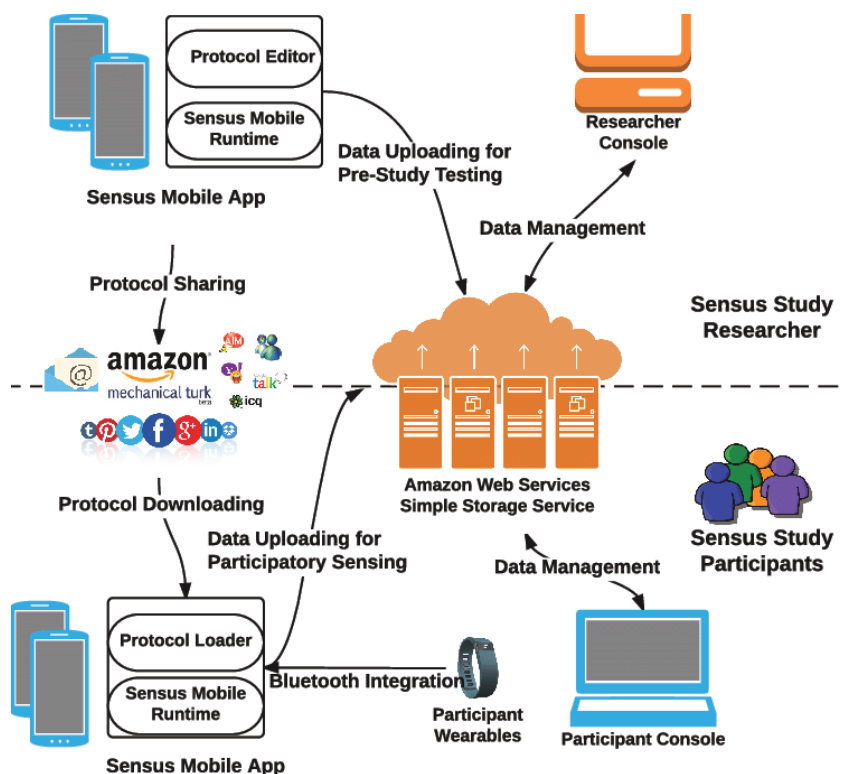 Protocol Editor
Sensus Mobile
Runtime
Sensus Mobile App
Data Uploading for
Pre-Study Testing
Researcher
Console
Data Management
Protocol Sharing
Sensus Study
Researcher
@
amazon
mechanical turk
beta
AIM
Y!
talk
icq
t
f
g+
in
Protocol Downloading
Amazon Web Services
Simple Storage Service
Data Uploading for
Participatory Sensing
Sensus Study
Participants
Data Management
Protocol Loader
Sensus Mobile
Runtime
Bluetooth Integration
Participant
Wearables
Participant Console
Sensus Mobile App